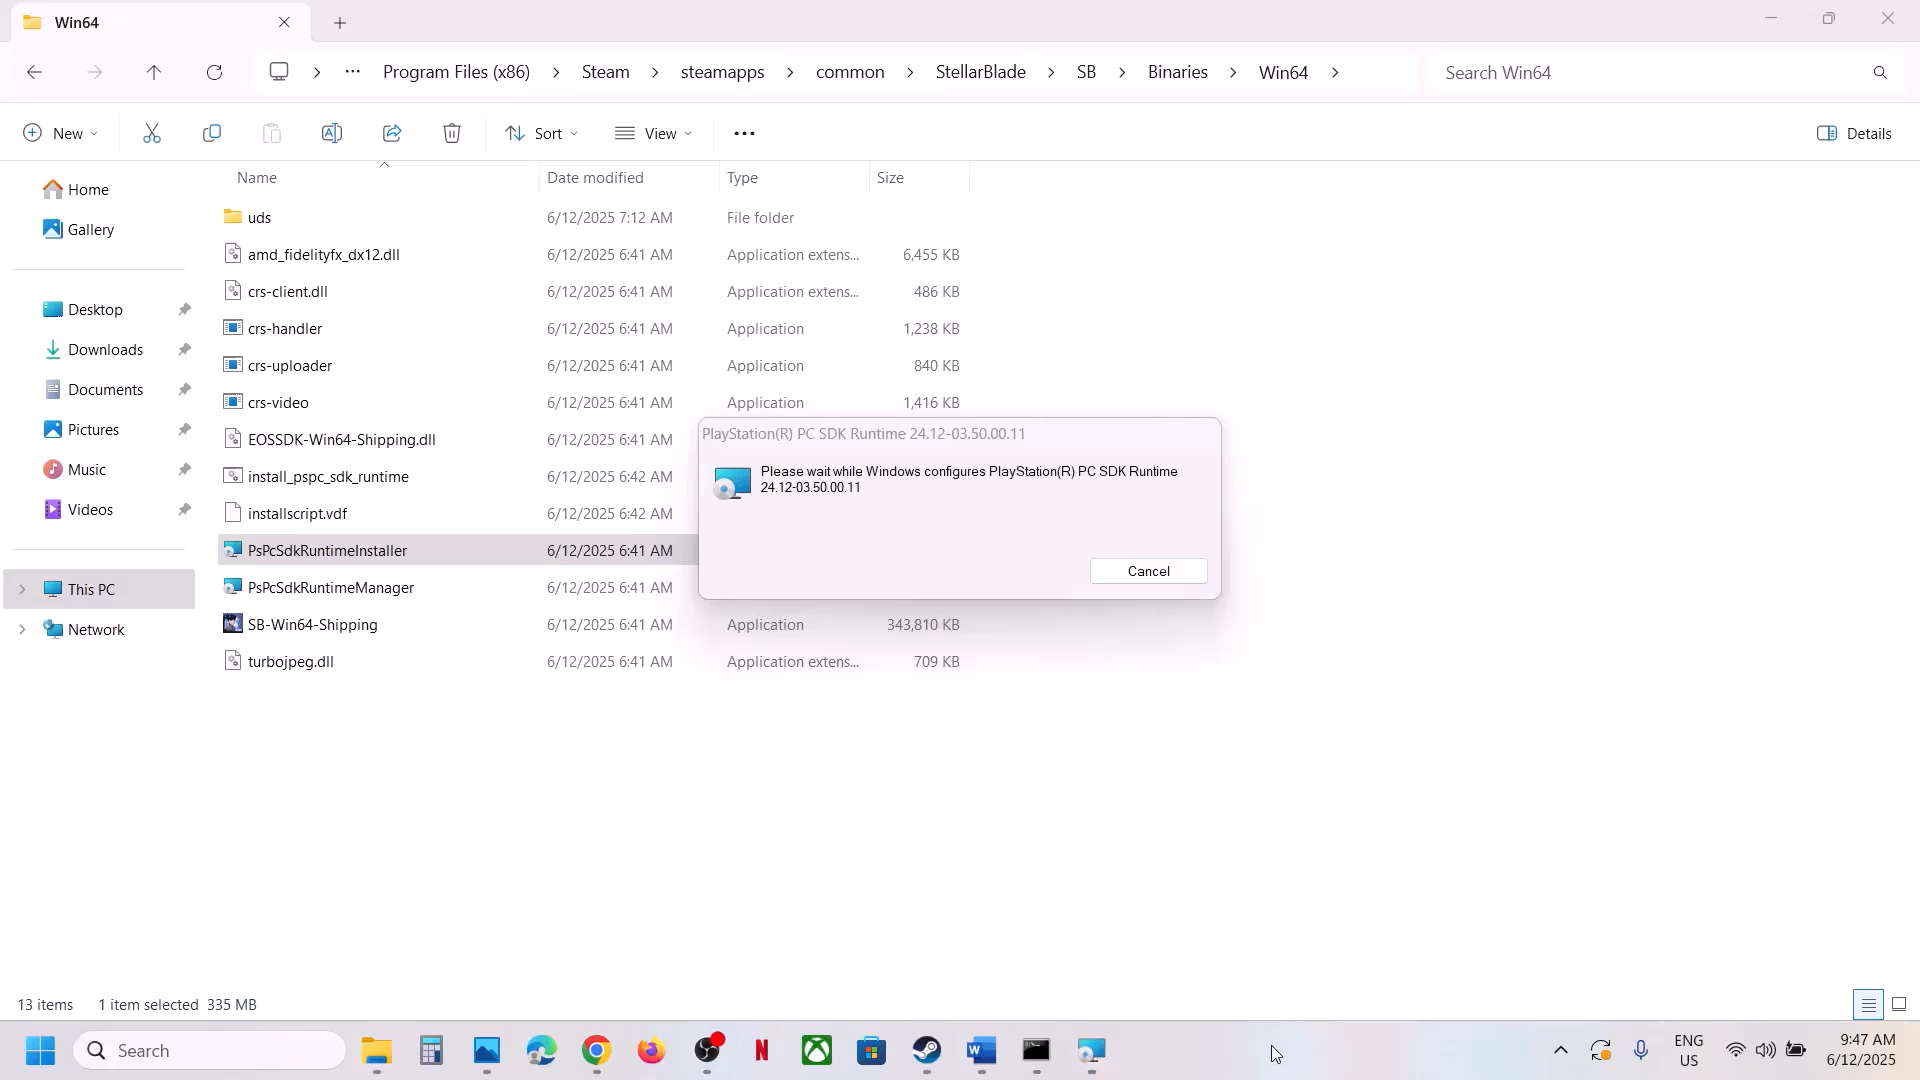 Win64
Program Files (x86) Steam steamapps common StellarBlade SB Binaries Win64
Search Win64
New Sort View Details
Name Date modified Type Size
Home
Gallery
Desktop
Downloads
Documents
Pictures
Music
Videos
This PC
Network
uds 6/12/2025 7:12 AM File folder
amd_fidelityfx_dx12.dll 6/12/2025 6:41 AM Application extens... 6,455 KB
crs-client.dll 6/12/2025 6:41 AM Application extens... 486 KB
crs-handler 6/12/2025 6:41 AM Application 1,238 KB
crs-uploader 6/12/2025 6:41 AM Application 840 KB
crs-video 6/12/2025 6:41 AM Application 1,416 KB
EOSSDK-Win64-Shipping.dll 6/12/2025 6:41 AM
install_pspc_sdk_runtime 6/12/2025 6:42 AM
installscript.vdf 6/12/2025 6:42 AM
PsPcSdkRuntimeInstaller 6/12/2025 6:41 AM
PsPcSdkRuntimeManager 6/12/2025 6:41 AM
SB-Win64-Shipping 6/12/2025 6:41 AM Application 343,810 KB
turbojpeg.dll 6/12/2025 6:41 AM Application extens... 709 KB
PlayStation(R) PC SDK Runtime 24.12-03.50.00.11
Please wait while Windows configures PlayStation(R) PC SDK Runtime
24.12-03.50.00.11
Cancel
13 items 1 item selected 335 MB
Search
ENG
US
9:47 AM
6/12/2025